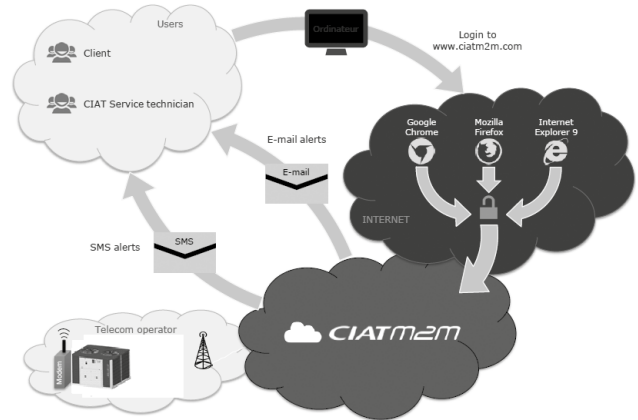 Users
Ordinateur
Client
Login to
www.ciatm2m.com
CIAT Service technician
Google
Chrome
Mozilla
Firefox
Internet
Explorer 9
E-mail alerts
E-mail
INTERNET
SMS alerts
SMS
CIATm2m
Telecom operator
Modem